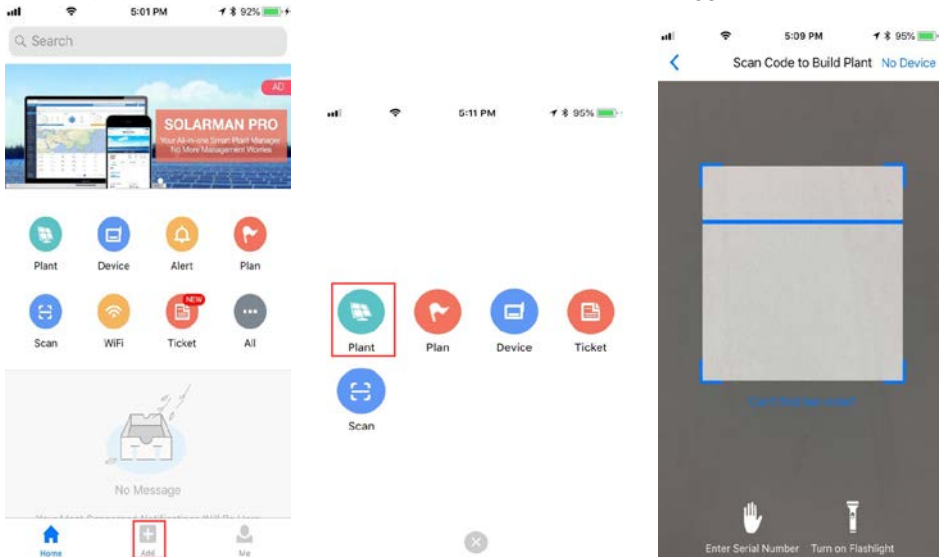 5:01 PM
92%
Search
AD
SOLARMAN PRO
Your All-in-one Smart Plant Manager
No More Management Worries
Plant Device Alert Plan
NEW
Scan WiFi Ticket All
No Message
Home Add Me
5:11 PM
95%
Plant Plan Device Ticket
Scan
5:09 PM
95%
Scan Code to Build Plant No Device
Enter Serial Number Turn on Flashlight